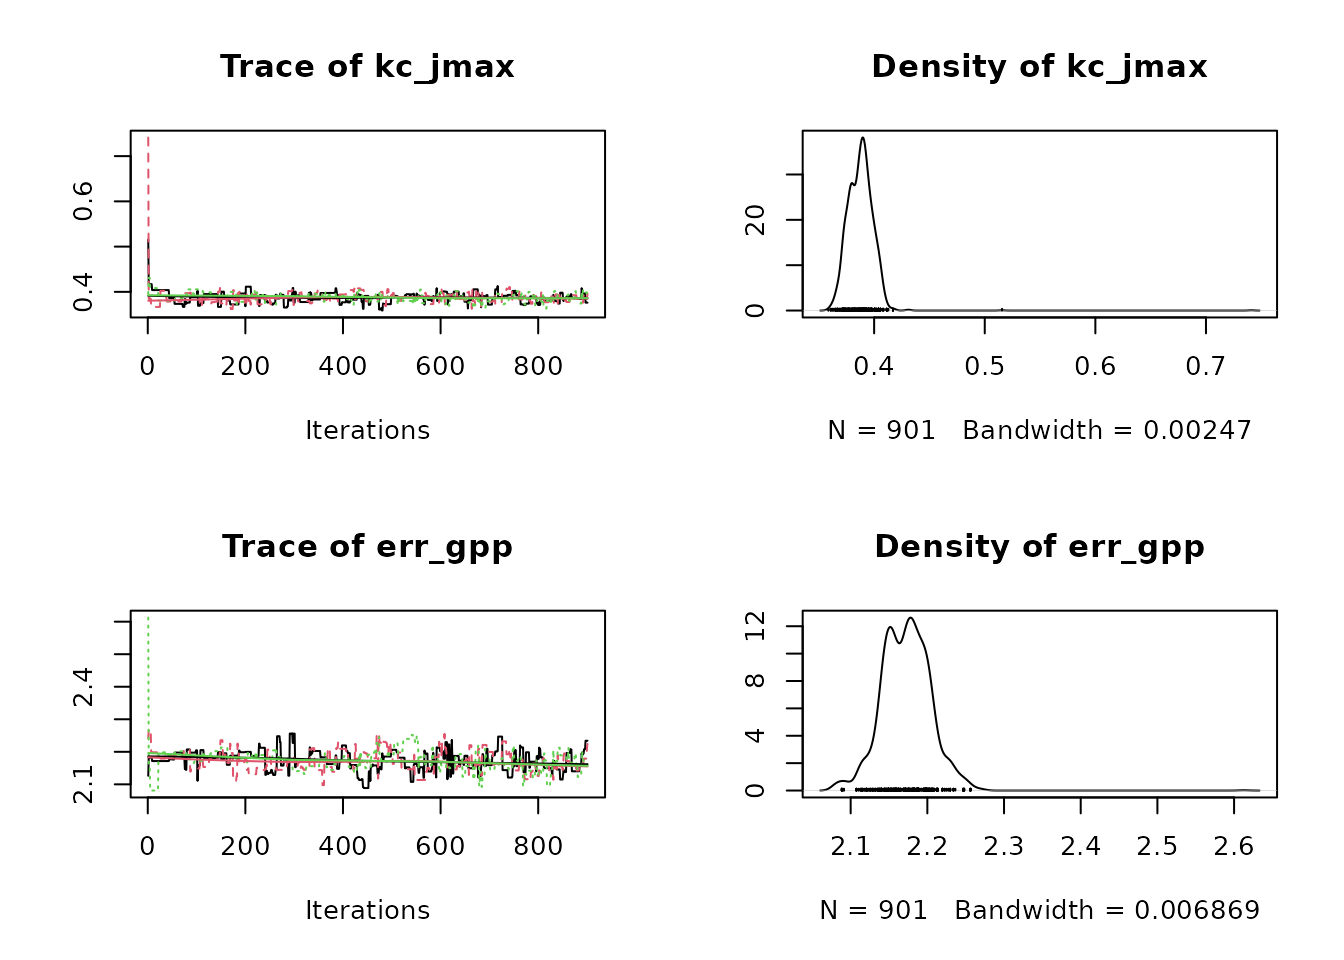 Trace of kc_jmax
0.6
0.4
0 200 400 600 800
Iterations
Density of kc_jmax
20
0
0.4 0.5 0.6 0.7
N = 901 Bandwidth = 0.00247
Trace of err_gpp
2.4
2.1
0 200 400 600 800
Iterations
Density of err_gpp
12
8
4
0
2.1 2.2 2.3 2.4 2.5 2.6
N = 901 Bandwidth = 0.006869